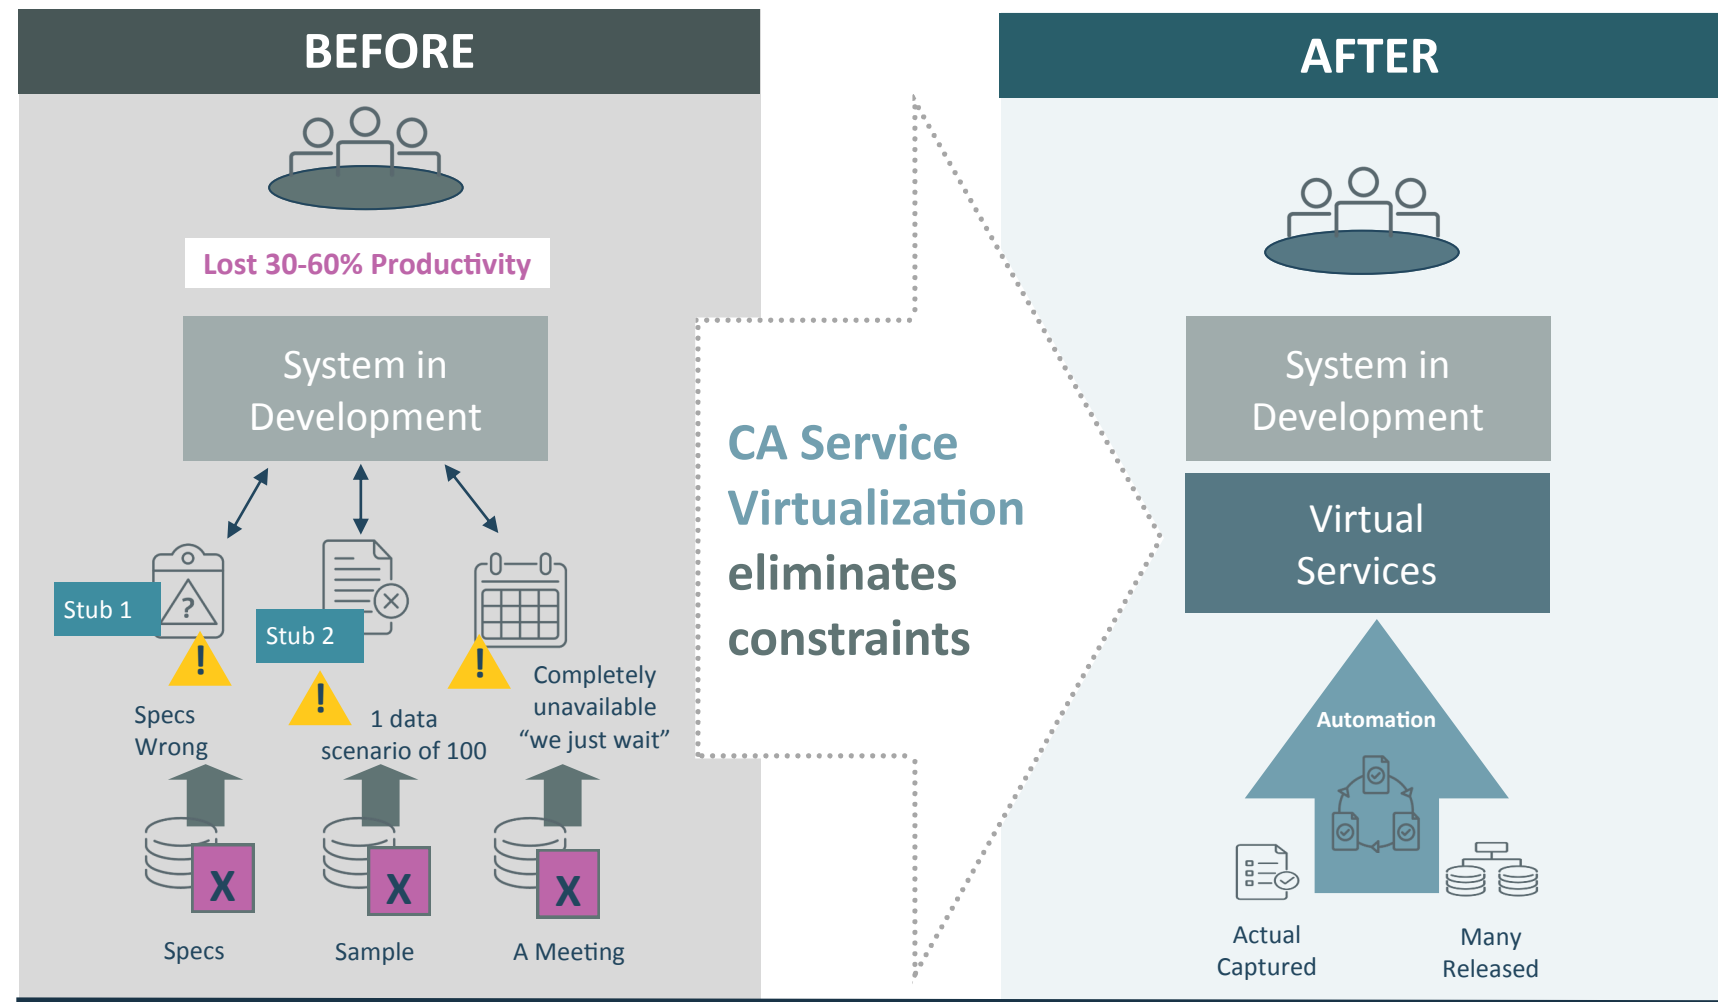 BEFORE
Lost 30-60% Productivity
System in
Development
Stub 1
?
!
Stub 2
!
!
Specs
Wrong
1 data
scenario of 100
Completely
unavailable
“we just wait”
X
X
X
Specs
Sample
A Meeting
CA Service
Virtualization
eliminates
constraints
AFTER
System in
Development
Virtual
Services
Automation
Actual
Captured
Many
Released